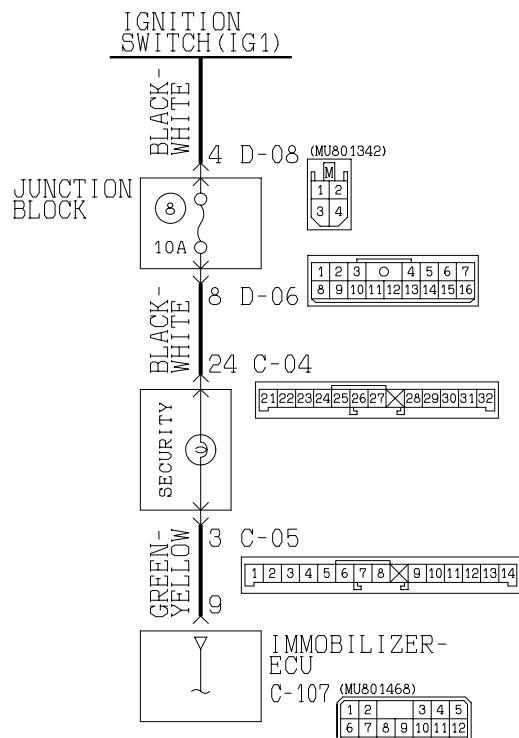 IGNITION
SWITCH(IG1)
BLACK-
WHITE
4 D-08 (MU801342)
M
1 2
3 4
JUNCTION
BLOCK
8
10A
8 D-06
1 2 3 4 5 6 7
8 9 10 11 12 13 14 15 16
BLACK-
WHITE
24 C-04
21 22 23 24 25 26 27 28 29 30 31 32
SECURITY
3 C-05
1 2 3 4 5 6 7 8 9 10 11 12 13 14
GREEN-
YELLOW
9
IMMOBILIZER-
ECU
C-107 (MU801468)
1 2 3 4 5
6 7 8 9 10 11 12